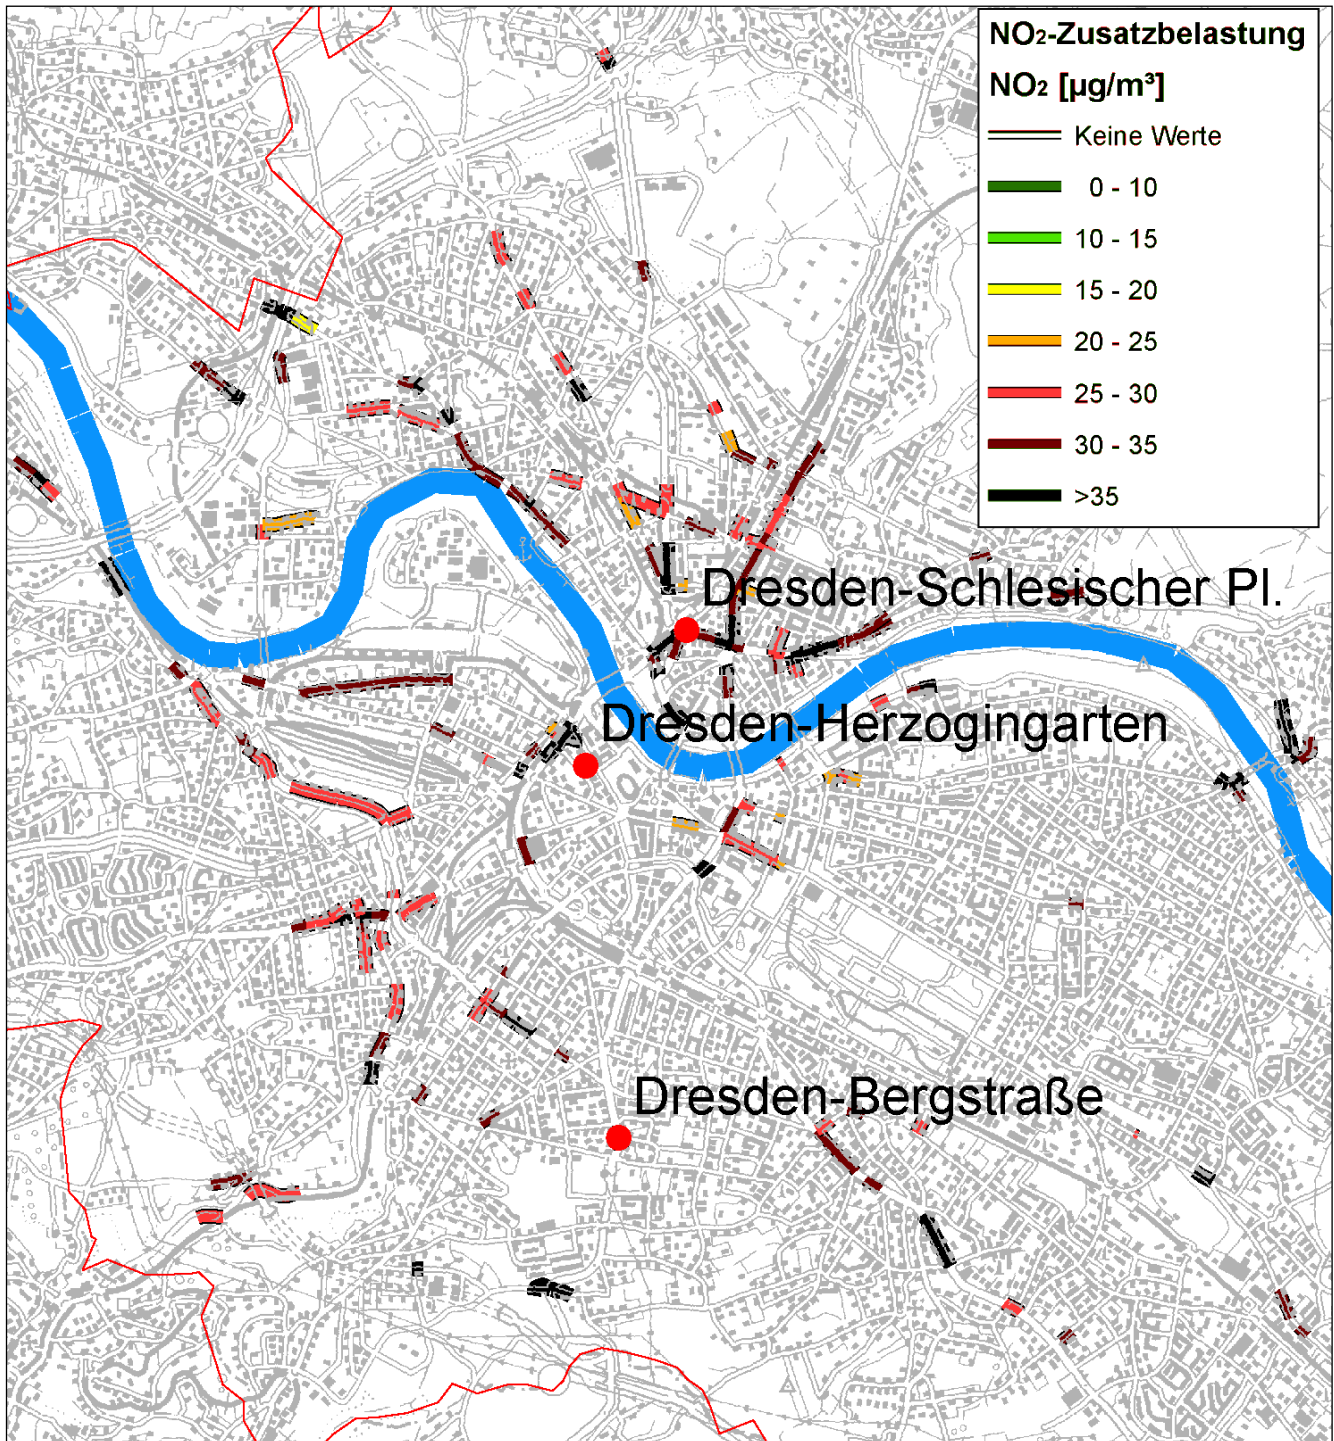 NO₂-Zusatzbelastung
NO₂ [µg/m³]
Keine Werte
0 - 10
10 - 15
15 - 20
20 - 25
25 - 30
30 - 35
>35
Dresden-Schlesischer Pl.
Dresden-Herzogingarten
Dresden-Bergstraße